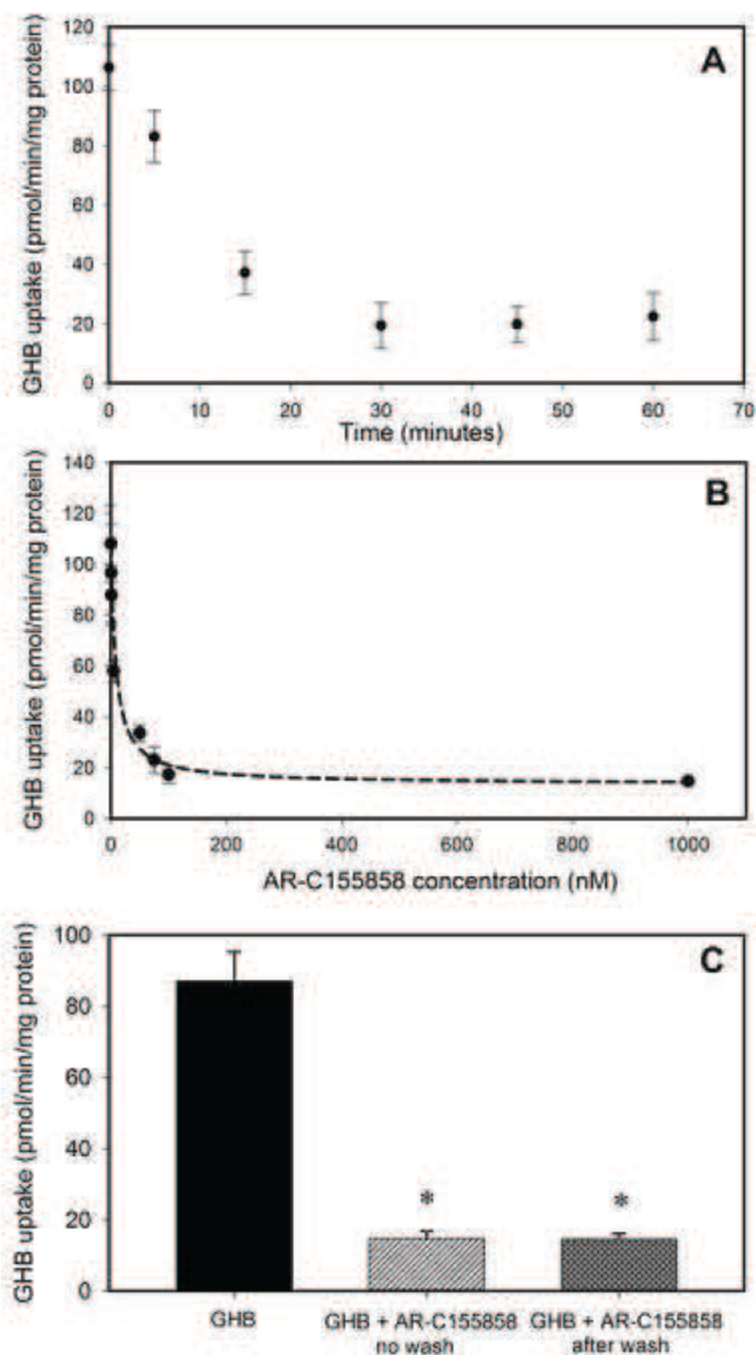 A
GHB uptake (pmol/min/mg protein)
120
100
80
60
40
20
0
0 10 20 30 40 50 60 70
Time (minutes)
B
GHB uptake (pmol/min/mg protein)
140
120
100
80
60
40
20
0
0 200 400 600 800 1000
AR-C155858 concentration (nM)
C
GHB uptake (pmol/min/mg protein)
100
80
60
40
20
0
* *
GHB GHB + AR-C155858 GHB + AR-C155858
no wash after wash